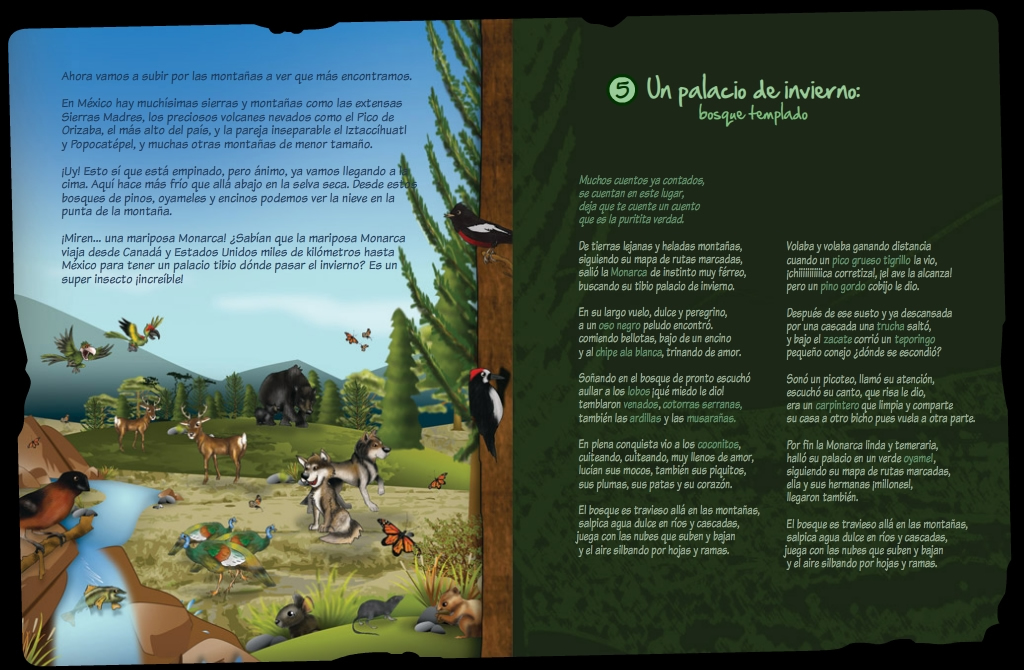 Ahora vamos a subir por las montañas a ver que más encontramos.
En México hay muchísimas sierras y montañas como las extensas
Sierras Madres, los preciosos volcanes nevados como el Pico de
Orizaba, el más alto del país, y la pareja inseparable el Iztaccíhuatl
y Popocatépel, y muchas otras montañas de menor tamaño.
¡Uy! Esto sí que está empinado, pero ánimo, ya vamos llegando a la
cima. Aquí hace más frío que allá abajo en la selva seca. Desde estos
bosques de pinos, oyameles y encinos podemos ver la nieve en la
punta de la montaña.
¡Miren... una mariposa Monarca! ¿Sabían que la mariposa Monarca
viaja desde Canadá y Estados Unidos miles de kilómetros hasta
México para tener un palacio tibio dónde pasar el invierno? Es un
super insecto ¡increíble!
5 Un palacio de invierno:
bosque templado
Muchos cuentos ya contados,
se cuentan en este lugar,
deja que te cuente un cuento
que es la puritita verdad.
De tierras lejanas y heladas montañas,
siguiendo su mapa de rutas marcadas,
salió la Monarca de instinto muy férreo,
buscando su tibio palacio de invierno.
En su largo vuelo, dulce y peregrino,
a un oso negro peludo encontró.
comiendo bellotas, bajo de un encino
y al chipe ala blanca, trinando de amor.
Soñando en el bosque de pronto escuchó
aullar a los lobos ¡qué miedo le dio!
temblaron venados, cotorras serranas,
también las ardillas y las musarañas.
En plena conquista vio a los coconitos,
cuiteando, cuiteando, muy llenos de amor,
lucían sus mocos, también sus piquitos,
sus plumas, sus patas y su corazón.
El bosque es travieso allá en las montañas,
salpica agua dulce en ríos y cascadas,
juega con las nubes que suben y bajan
y el aire silbando por hojas y ramas.
Volaba y volaba ganando distancia
cuando un pico grueso tigrillo la vio,
¡chiiiiiiiiiica corretiza!, ¡el ave la alcanza!
pero un pino gordo cobijo le dio.
Después de ese susto y ya descansada
por una cascada una trucha saltó,
y bajo el zacate corrió un teporingo
pequeño conejo ¿dónde se escondió?
Sonó un picoteo, llamó su atención,
escuchó su canto, que risa le dio,
era un carpintero que limpia y comparte
su casa a otro bicho pues vuela a otra parte.
Por fin la Monarca linda y temeraria,
halló su palacio en un verde oyamel,
siguiendo su mapa de rutas marcadas,
ella y sus hermanas ¡millones!,
llegaron también.
El bosque es travieso allá en las montañas,
salpica agua dulce en ríos y cascadas,
juega con las nubes que suben y bajan
y el aire silbando por hojas y ramas.